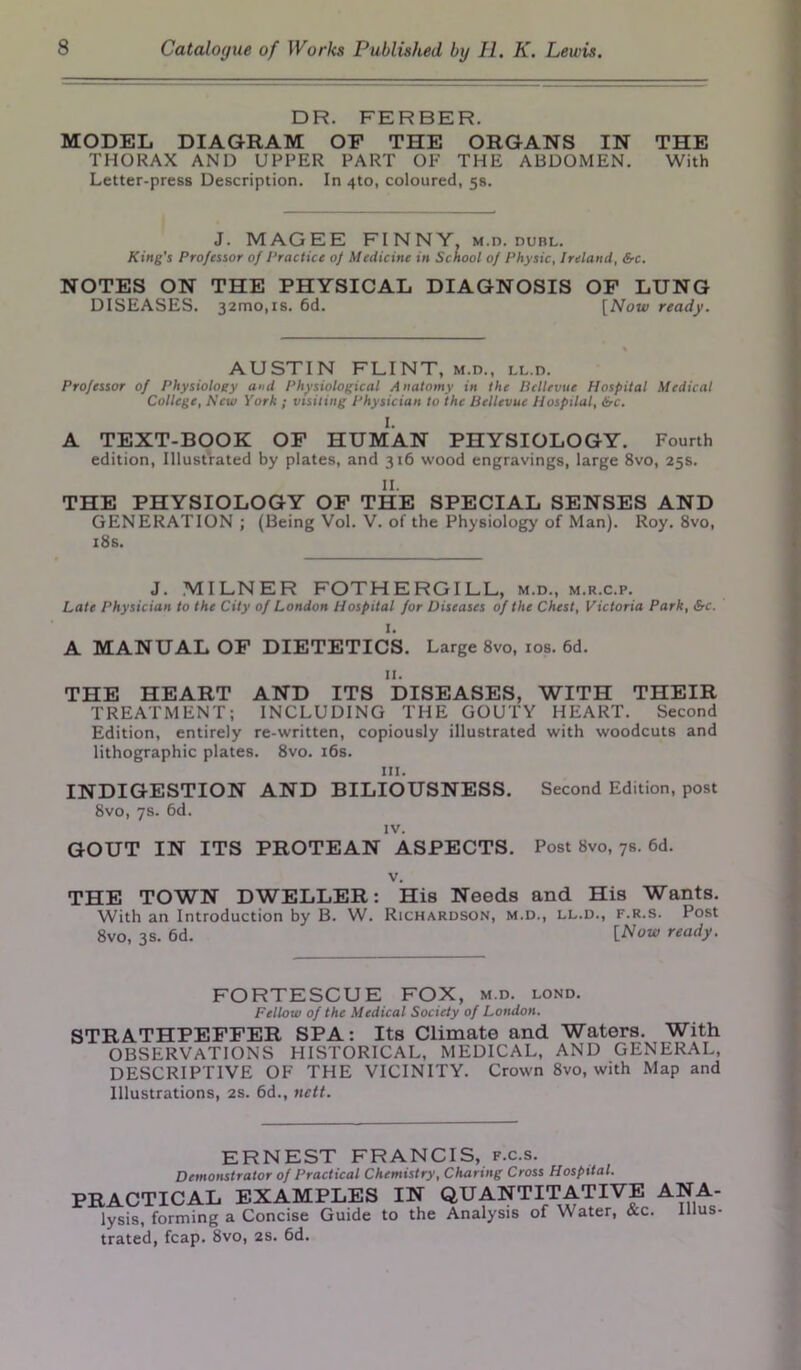 8 Catalogue of Works Published by H. K. Lewis.
DR. FERBER.
MODEL DIAGRAM OF THE ORGANS IN THE
THORAX AND UPPER PART OF THE ABDOMEN. With
Letter-press Description. In 4to, coloured, 5s.
J. MAGEE FINNY, M.D. DUBL.
King's Professor of Practice of Medicine in School of Physic, Ireland, &c.
NOTES ON THE PHYSICAL DIAGNOSIS OF LUNG
DISEASES. 32mo, 1s. 6d. [Now ready.
AUSTIN FLINT, M.D., LL.D.
Professor of Physiology and Physiological Anatomy in the Bellevue Hospital Medical
College, New York ; visiting Physician to the Bellevue Hospital, &c.
I.
A TEXT-BOOK OF HUMAN PHYSIOLOGY. Fourth
edition, Illustrated by plates, and 316 wood engravings, large 8vo, 25s.
II.
THE PHYSIOLOGY OF THE SPECIAL SENSES AND
GENERATION ; (Being Vol. V. of the Physiology of Man). Roy. 8vo,
18s.
J. MILNER FOTHERGILL, M.D., M.R.C.P.
Late Physician to the City of London Hospital for Diseases of the Chest, Victoria Park, &c.
I.
A MANUAL OF DIETETICS. Large 8vo, 10s. 6d.
II.
THE HEART AND ITS DISEASES, WITH THEIR
TREATMENT; INCLUDING THE GOUTY HEART. Second
Edition, entirely re-written, copiously illustrated with woodcuts and
lithographic plates. 8vo. 16s.
III.
INDIGESTION AND BILIOUSNESS. Second Edition, post
8vo, 7s. 6d.
IV.
GOUT IN ITS PROTEAN ASPECTS. Post 8vo, 7s. 6d.
V.
THE TOWN DWELLER: His Needs and His Wants.
With an Introduction by B. W. RICHARDSON, M.D., LL.D., F.R.S. Post
8vo, 3s. 6d. [Now ready.
FORTESCUE FOX, M.D. LOND.
Fellow of the Medical Society of London.
STRATHPEFFER SPA: Its Climate and Waters. With
OBSERVATIONS HISTORICAL, MEDICAL, AND GENERAL,
DESCRIPTIVE OF THE VICINITY. Crown 8vo, with Map and
Illustrations, 2s. 6d., nett.
ERNEST FRANCIS, F.C.S.
Demonstrator of Practical Chemistry, Charing Cross Hospital.
PRACTICAL EXAMPLES IN QUANTITATIVE ANA-
lysis, forming a Concise Guide to the Analysis of Water, &c. Illus-
trated, fcap. 8vo, 2s. 6d.